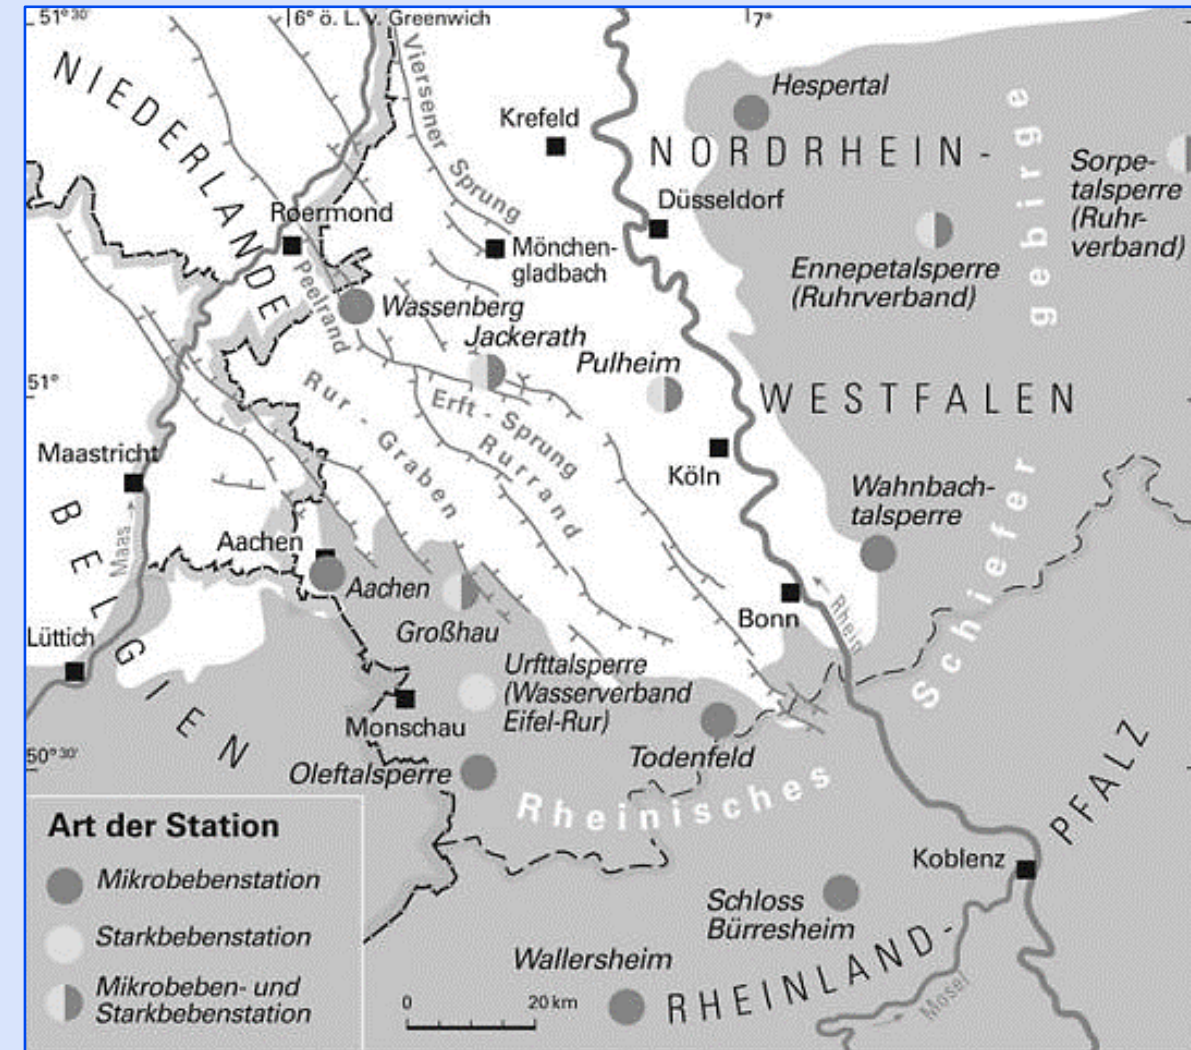 51° 30'
6° ö. L. v. Greenwich
7°
NIEDERLANDE
Viersener Sprung
Krefeld
Hespertal
NORDRHEIN-
WESTFALEN
Sorpe-
talsperre
(Ruhr-
verband)
Düsseldorf
Roermond
Mönchen-
gladbach
Ennepetalsperre
(Ruhrverband)
Peelrand
Wassenberg
Jackerath
Pulheim
51°
Rur - Graben
Erft - Sprung
Rurrand
Maastricht
Köln
Wahnbach-
talsperre
BELGIEN
Maas
Aachen
Aachen
Großhau
Bonn
Rhein
Lüttich
Urfttalsperre
(Wasserverband
Eifel-Rur)
Monschau
Todenfeld
50° 30'
Oleftalsperre
Rheinisches
Schiefer
gebirge
Koblenz
Schloss
Bürresheim
Wallersheim
RHEINLAND-
PFALZ
Mosel
0 20 km
Art der Station
Mikrobebenstation
Starkbebenstation
Mikrobeben- und
Starkbebenstation